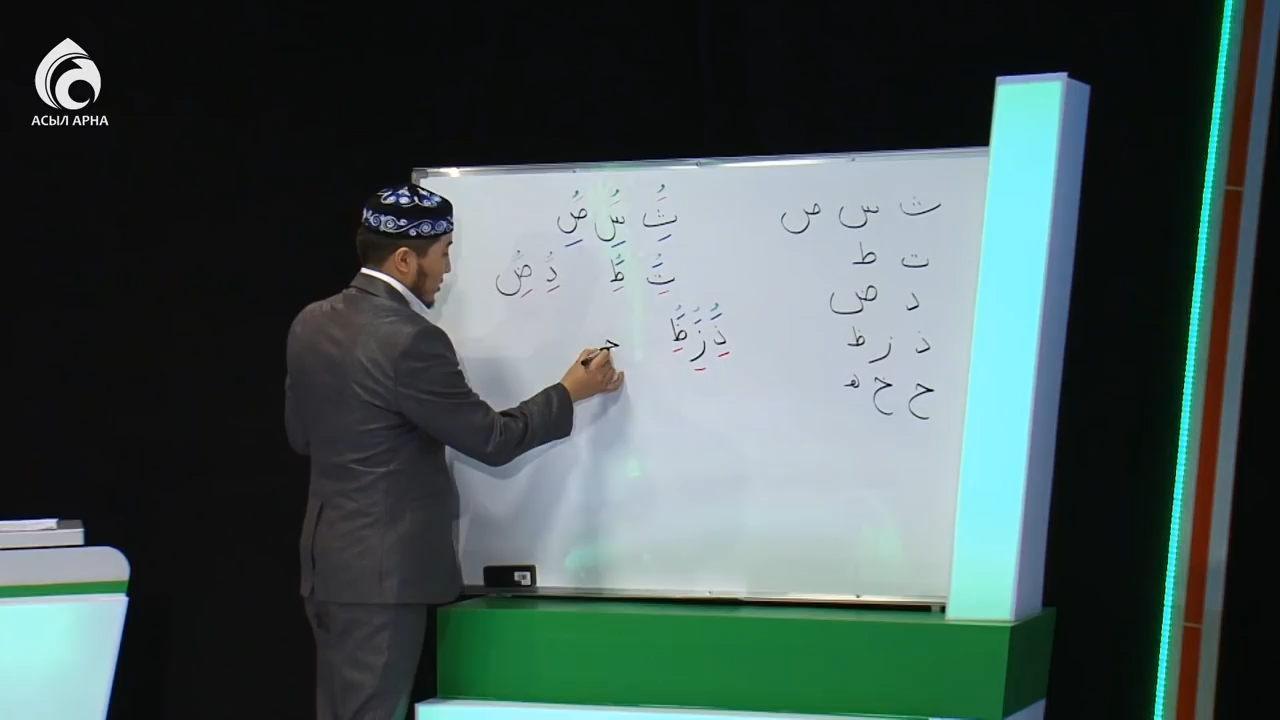 АСЫЛ АРНА
ث س ص
ت ط
د ض
ذ ز ظ
ح ح ه
ثَِ سَِ صَِ
تَِ طَِ
دَِ ضَِ
ذَِ زَِ ظَِ
ح